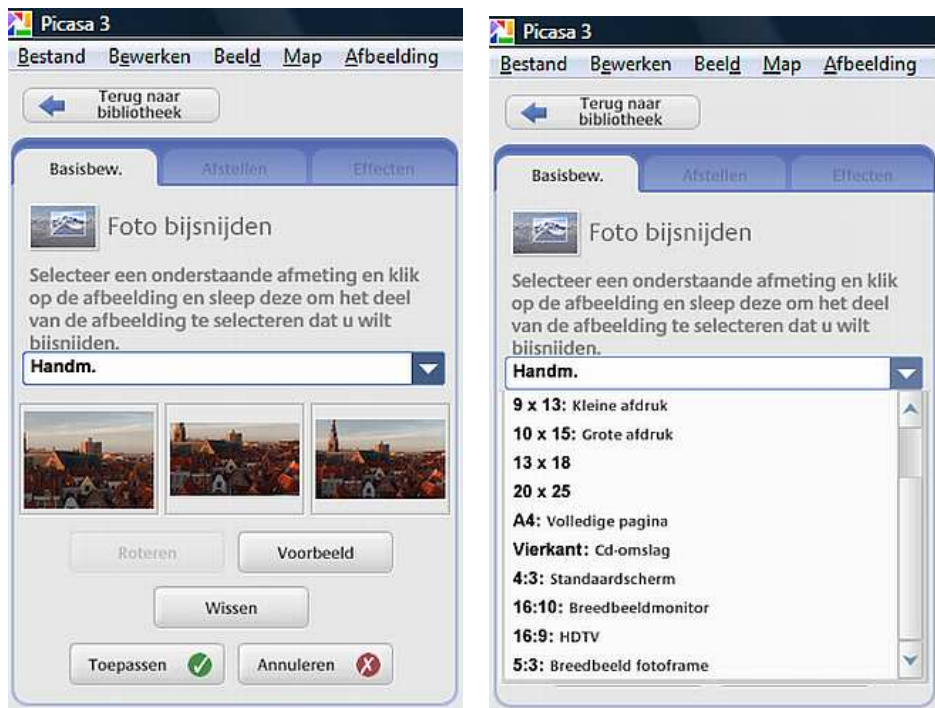 Picasa 3
Bestand Bewerken Beeld Map Afbeelding
Terug naar
bibliotheek
Basisbew. Afstellen Effecten
Foto bijsnijden
Selecteer een onderstaande afmeting en klik
op de afbeelding en sleep deze om het deel
van de afbeelding te selecteren dat u wilt
bijsnijden.
Handm.
Roteren Voorbeeld
Wissen
Toepassen Annuleren
Picasa 3
Bestand Bewerken Beeld Map Afbeelding
Terug naar
bibliotheek
Basisbew. Afstellen Effecten
Foto bijsnijden
Selecteer een onderstaande afmeting en klik
op de afbeelding en sleep deze om het deel
van de afbeelding te selecteren dat u wilt
bijsnijden.
Handm.
9 x 13: Kleine afdruk
10 x 15: Grote afdruk
13 x 18
20 x 25
A4: Volledige pagina
Vierkant: Cd-omslag
4:3: Standaardscherm
16:10: Breedbeeldmonitor
16:9: HDTV
5:3: Breedbeeld fotoframe